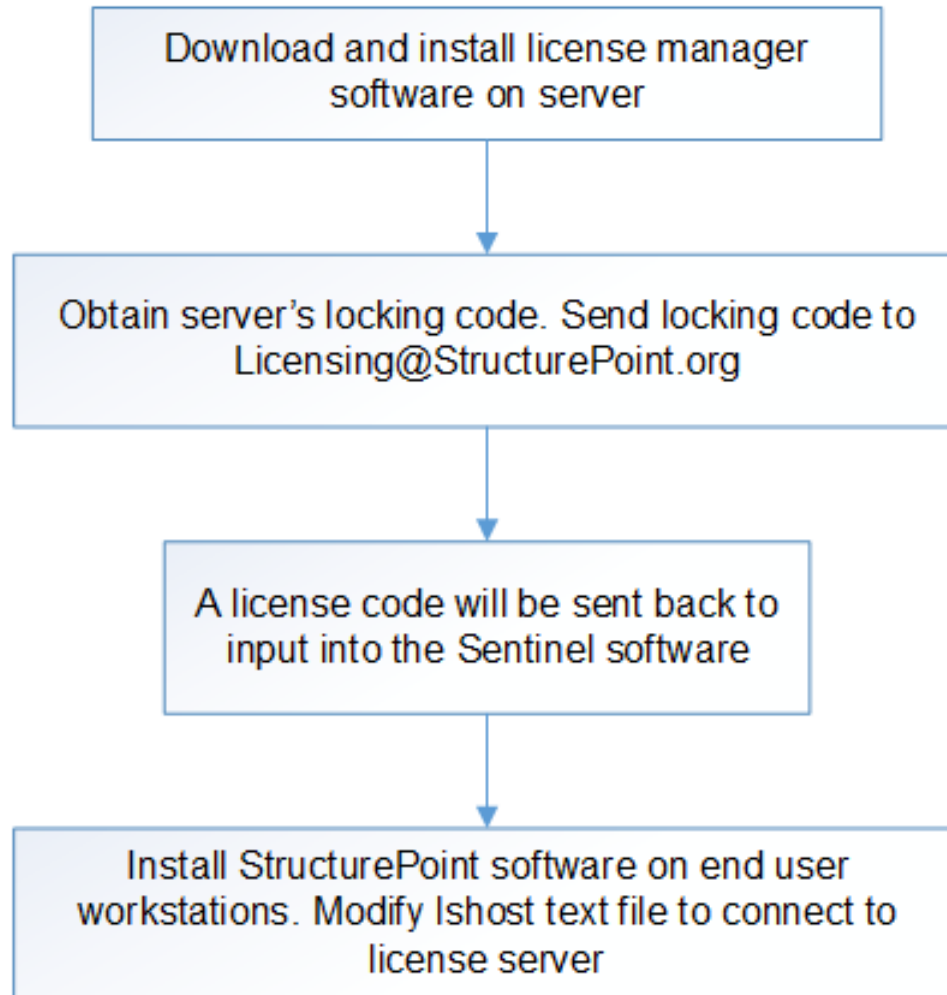 Download and install license manager
software on server
Obtain server’s locking code. Send locking code to
Licensing@StructurePoint.org
A license code will be sent back to
input into the Sentinel software
Install StructurePoint software on end user
workstations. Modify lshost text file to connect to
license server